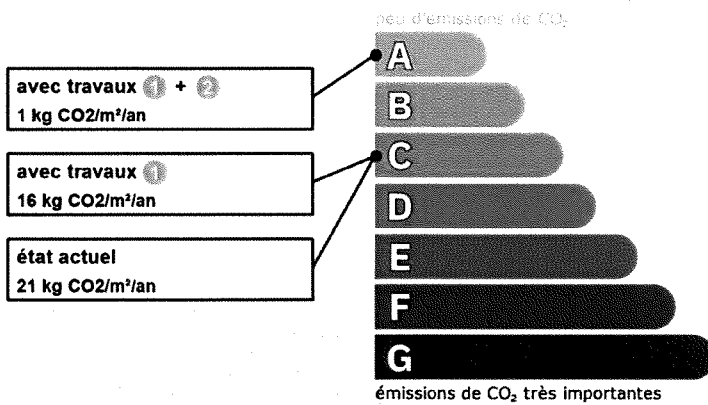 peu d'émissions de CO₂
A
avec travaux 1 + 2
1 kg CO2/m²/an
B
avec travaux 1
16 kg CO2/m²/an
C
D
état actuel
21 kg CO2/m²/an
E
F
G
émissions de CO₂ très importantes